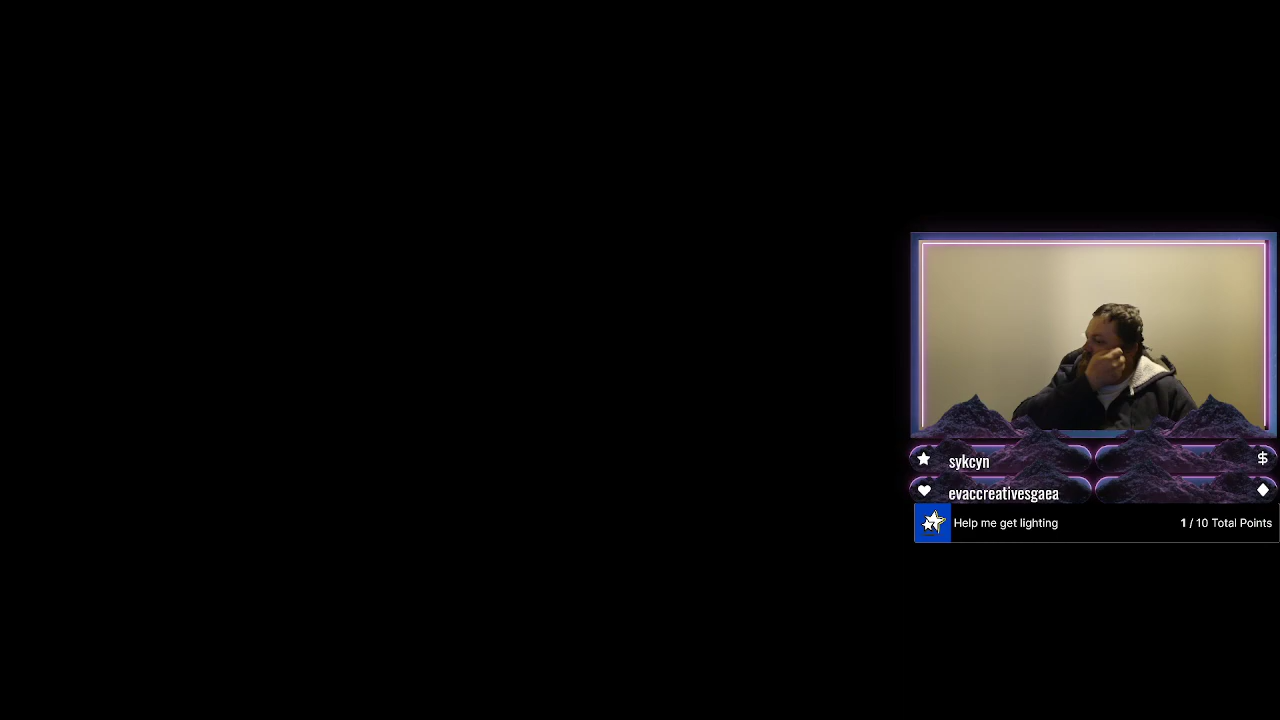 sykcyn
$
evaccreativesgaea
Help me get lighting
1 / 10 Total Points